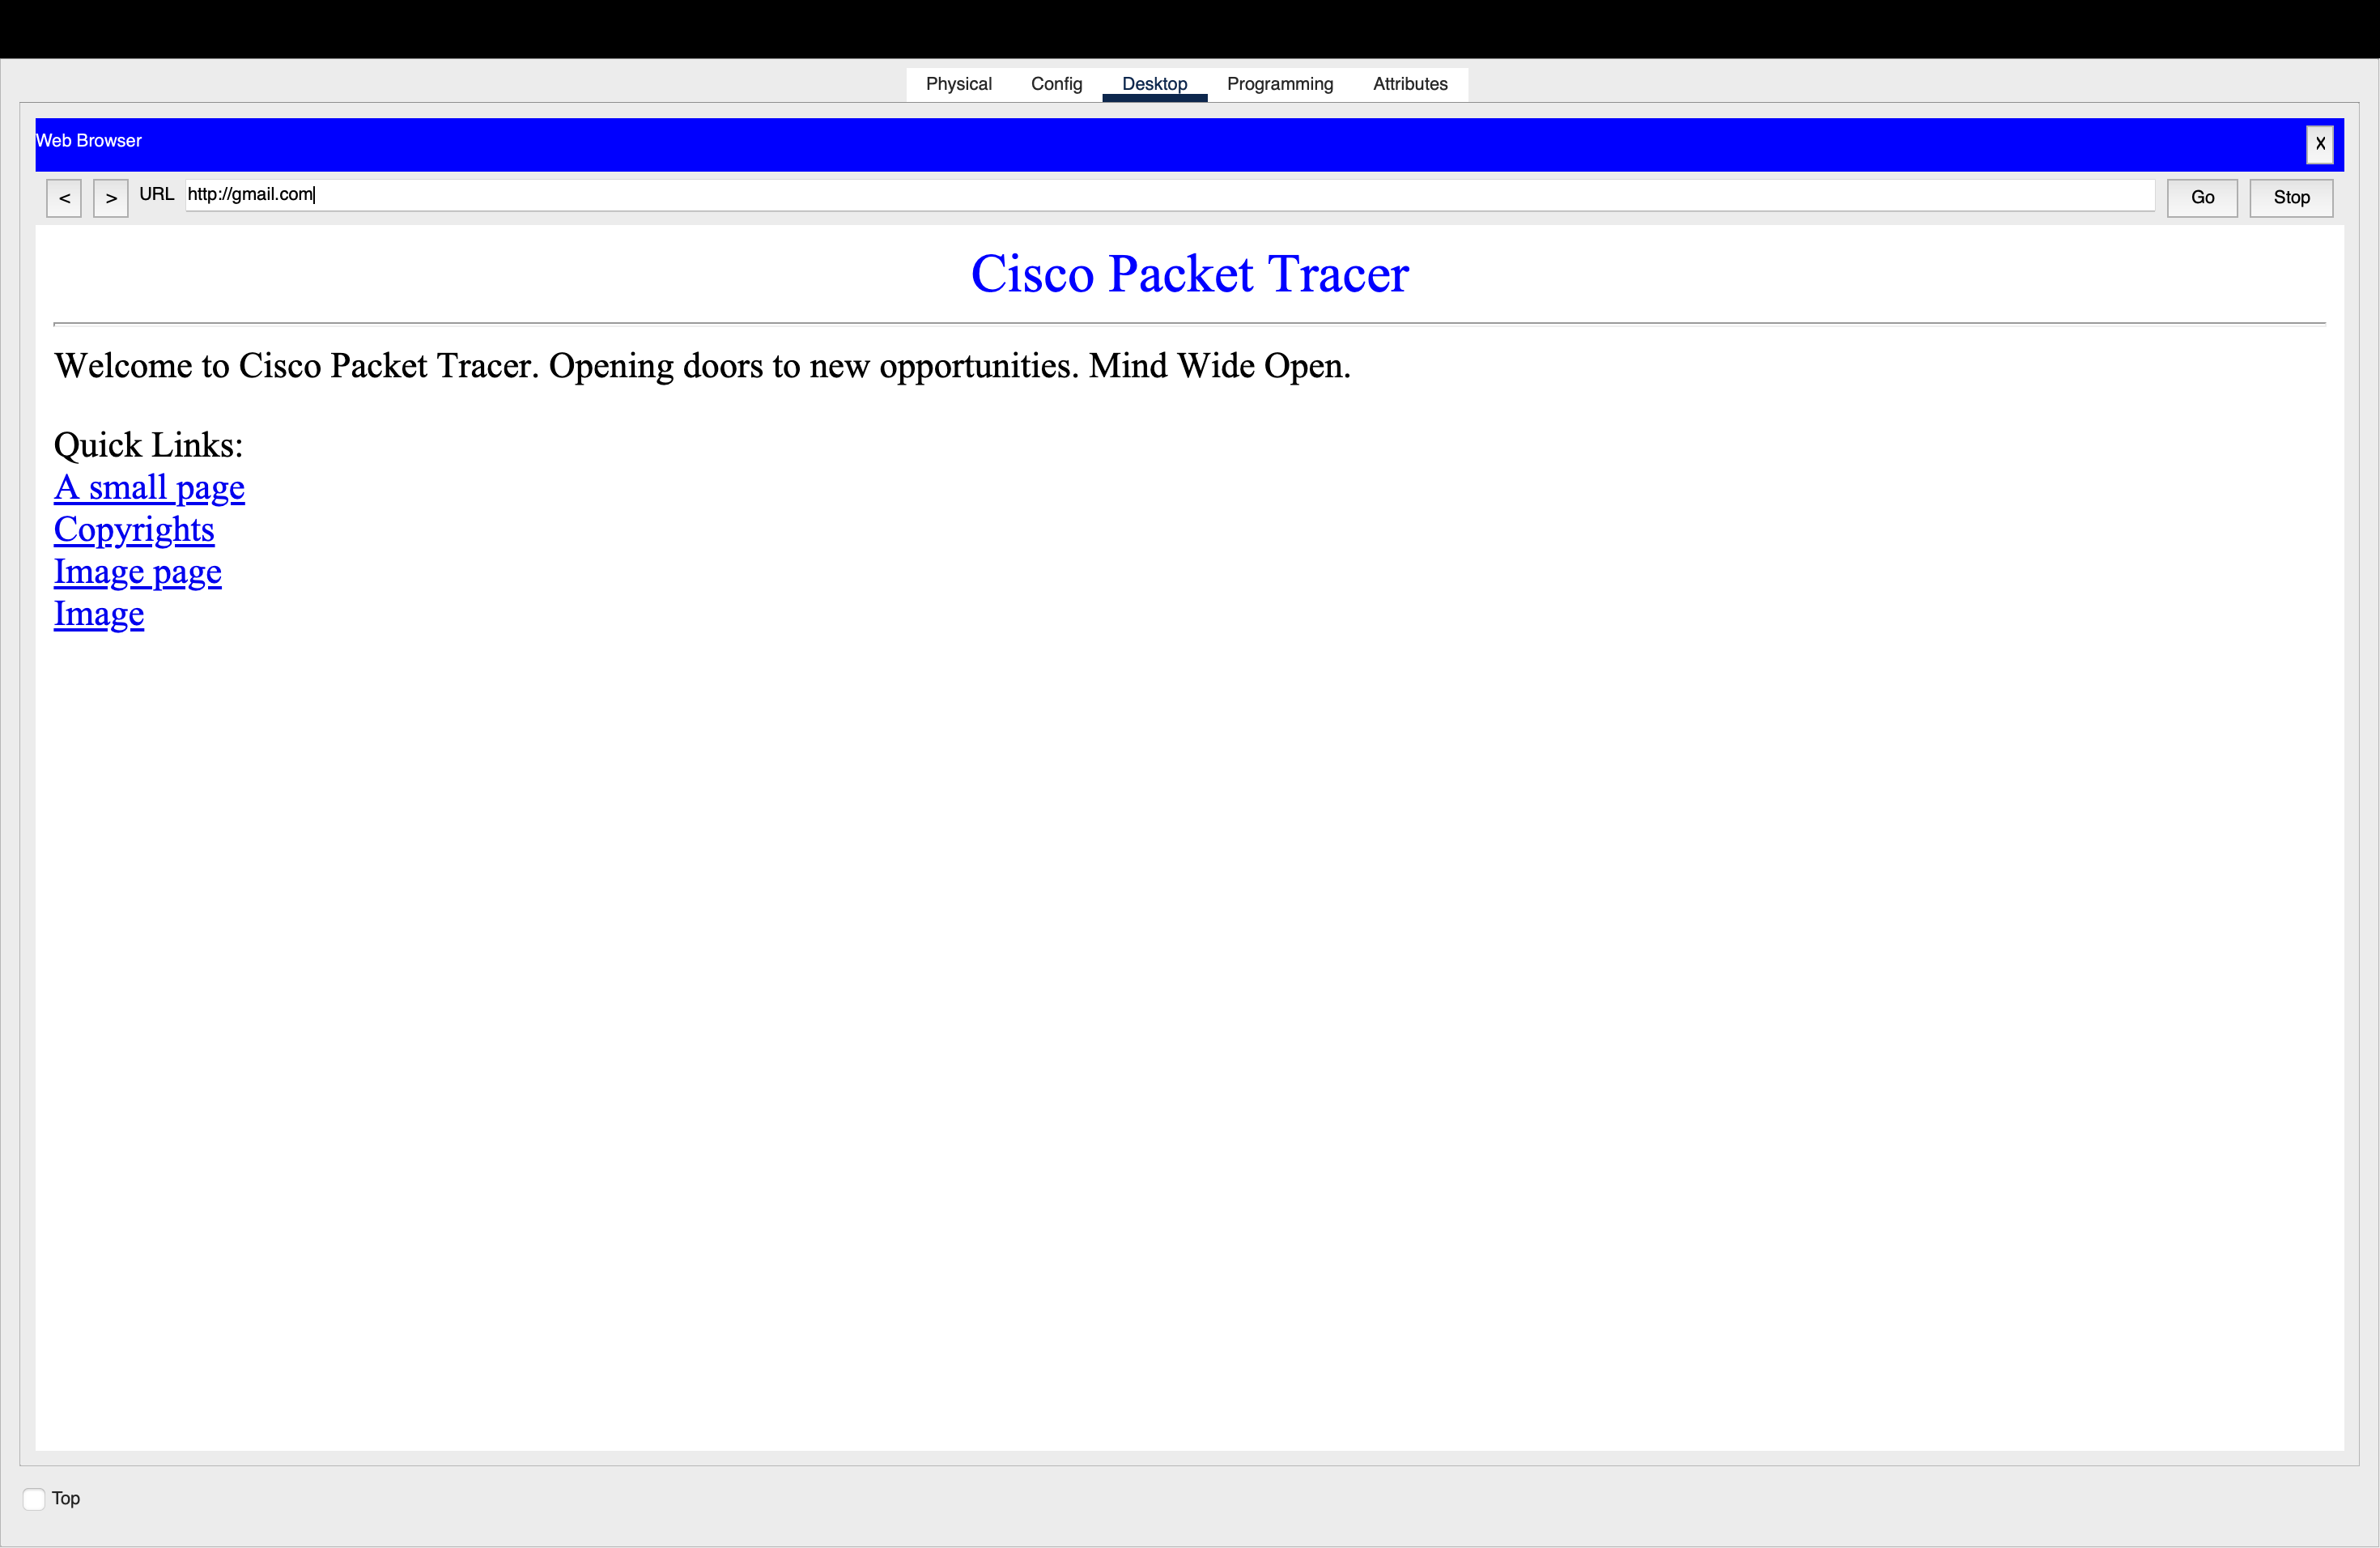 Physical Config Desktop Programming Attributes
Web Browser X
< > URL http://gmail.com Go Stop
Cisco Packet Tracer
Welcome to Cisco Packet Tracer. Opening doors to new opportunities. Mind Wide Open.
Quick Links:
A small page
Copyrights
Image page
Image
Top